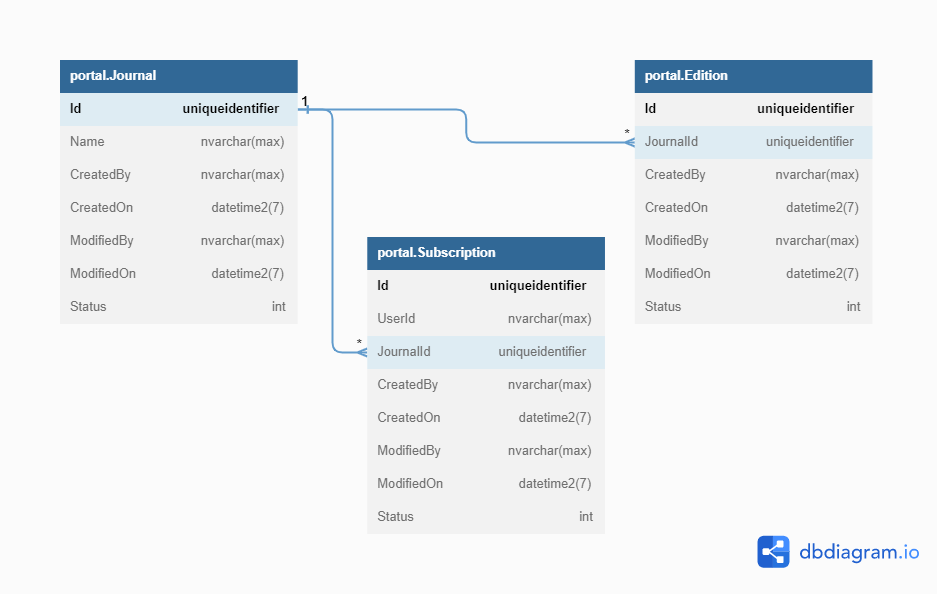 portal.Journal
Id uniqueidentifier
Name nvarchar(max)
CreatedBy nvarchar(max)
CreatedOn datetime2(7)
ModifiedBy nvarchar(max)
ModifiedOn datetime2(7)
Status int
1
*
portal.Edition
Id uniqueidentifier
JournalId uniqueidentifier
CreatedBy nvarchar(max)
CreatedOn datetime2(7)
ModifiedBy nvarchar(max)
ModifiedOn datetime2(7)
Status int
*
portal.Subscription
Id uniqueidentifier
UserId nvarchar(max)
JournalId uniqueidentifier
CreatedBy nvarchar(max)
CreatedOn datetime2(7)
ModifiedBy nvarchar(max)
ModifiedOn datetime2(7)
Status int
dbdiagram.io